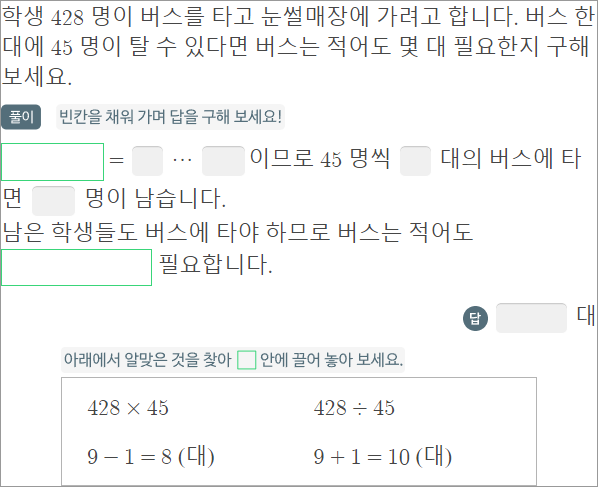 학생 428 명이 버스를 타고 눈썰매장에 가려고 합니다. 버스 한
대에 45 명이 탈 수 있다면 버스는 적어도 몇 대 필요한지 구해
보세요.
풀이 빈칸을 채워 가며 답을 구해 보세요!
= ⋯ 이므로 45 명씩 대의 버스에 타
면 명이 남습니다.
남은 학생들도 버스에 타야 하므로 버스는 적어도
필요합니다.
답 대
아래에서 알맞은 것을 찾아 안에 끌어 놓아 보세요.
428 × 45 428 ÷ 45
9 − 1 = 8 (대) 9 + 1 = 10 (대)